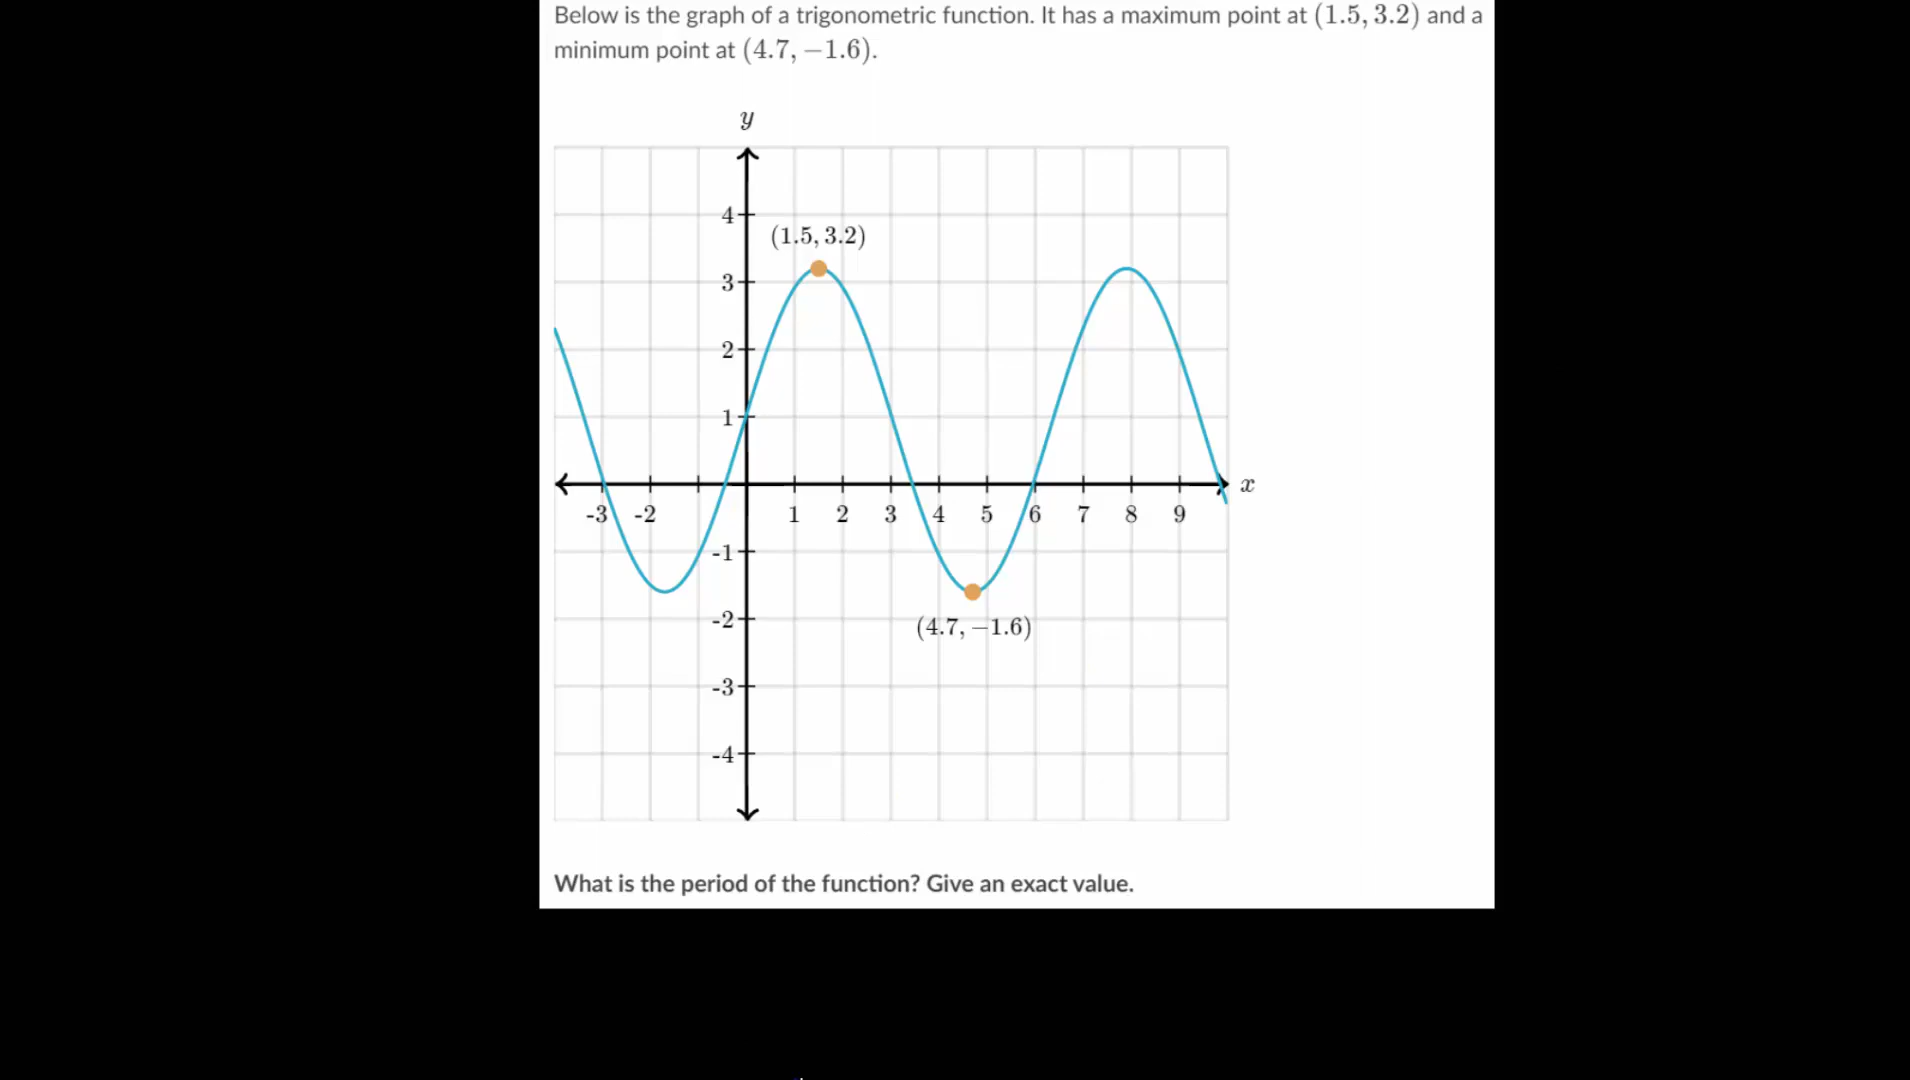 Below is the graph of a trigonometric function. It has a maximum point at (1.5, 3.2) and a
minimum point at (4.7, −1.6).
y
4
(1.5, 3.2)
3
2
1
x
-3 -2 1 2 3 4 5 6 7 8 9
-1
-2
(4.7, −1.6)
-3
-4
What is the period of the function? Give an exact value.